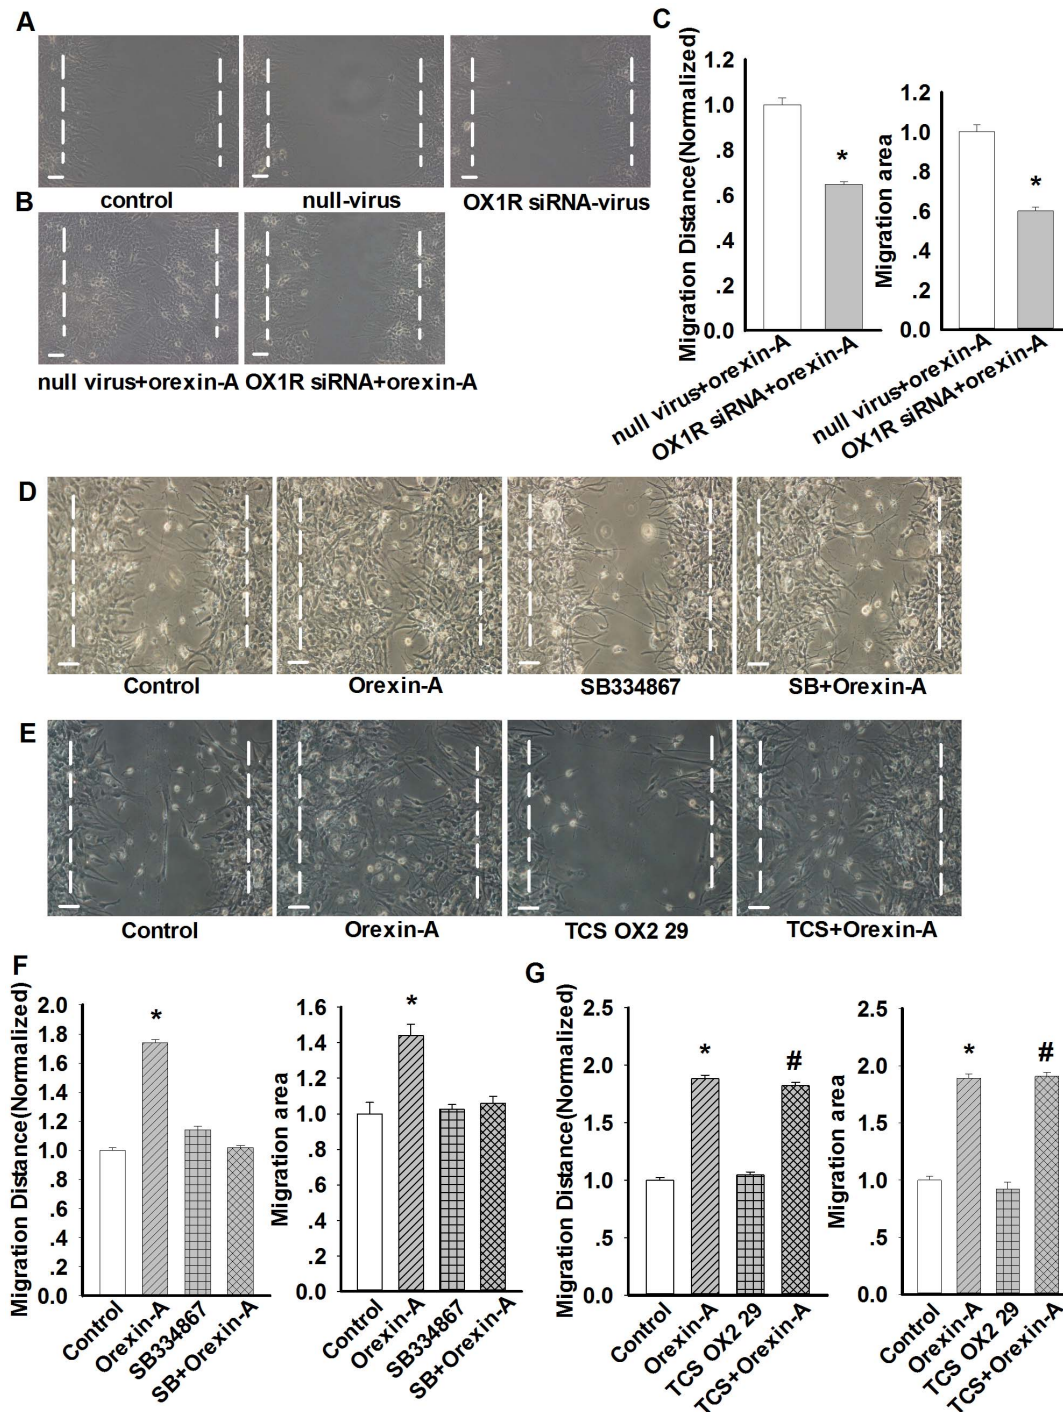 A
control
null-virus
OX1R siRNA-virus
B
null virus+orexin-A
OX1R siRNA+orexin-A
C
Migration Distance(Normalized)
1.2
1.0
.8
.6
.4
.2
0.0
*
null virus+orexin-A
OX1R siRNA+orexin-A
Migration area
1.2
1.0
.8
.6
.4
.2
0.0
*
null virus+orexin-A
OX1R siRNA+orexin-A
D
Control
Orexin-A
SB334867
SB+Orexin-A
E
Control
Orexin-A
TCS OX2 29
TCS+Orexin-A
F
Migration Distance(Normalized)
2.0
1.8
1.6
1.4
1.2
1.0
.8
.6
.4
.2
0.0
*
Control
Orexin-A
SB334867
SB+Orexin-A
Migration area
1.6
1.4
1.2
1.0
.8
.6
.4
.2
0.0
*
Control
Orexin-A
SB334867
SB+Orexin-A
G
Migration Distance(Normalized)
2.5
2.0
1.5
1.0
.5
0.0
*
#
Control
Orexin-A
TCS OX2 29
TCS+Orexin-A
Migration area
2.5
2.0
1.5
1.0
.5
0.0
*
#
Control
Orexin-A
TCS OX2 29
TCS+Orexin-A